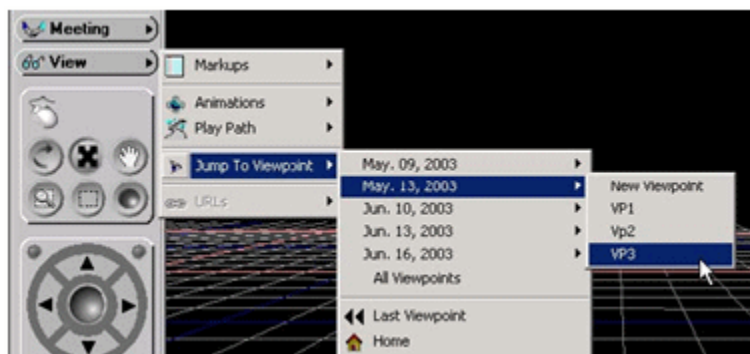 Meeting
View
Markups
Animations
Play Path
Jump To Viewpoint
URLs
May. 09, 2003
May. 13, 2003
Jun. 10, 2003
Jun. 13, 2003
Jun. 16, 2003
All Viewpoints
Last Viewpoint
Home
New Viewpoint
VP1
Vp2
VP3